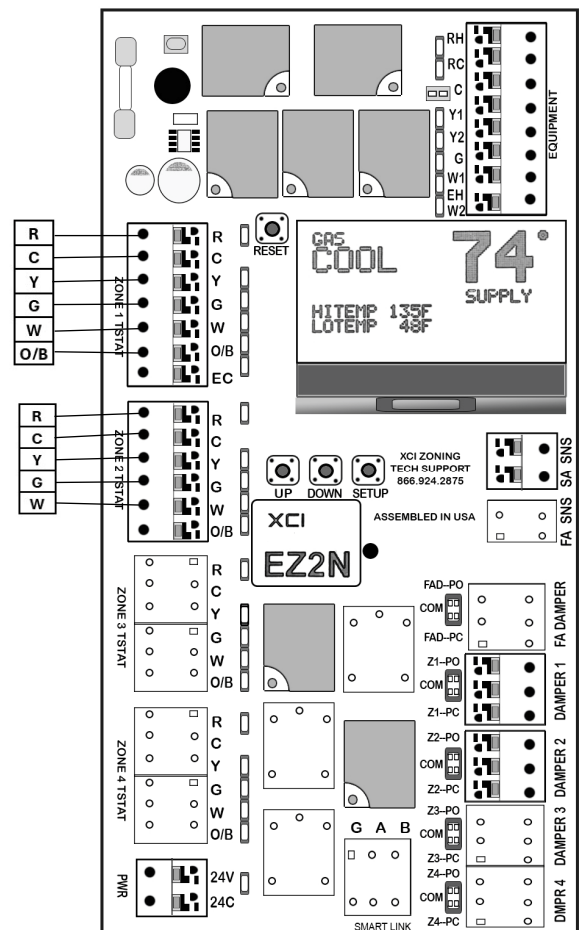 RH
RC
C
Y1
Y2
G
W1
EH
W2
EQUIPMENT
R
C
Y
G
W
O/B
ZONE 1 TSTAT
R
C
Y
G
W
O/B
EC
RESET
GAS
COOL
74°
SUPPLY
HITEMP 135F
LOTEMP 48F
R
C
Y
G
W
ZONE 2 TSTAT
R
C
Y
G
W
O/B
UP DOWN SETUP
XCI ZONING
TECH SUPPORT
866.924.2875
SA SNS
FA SNS
ASSEMBLED IN USA
XCI
EZ2N
ZONE 3 TSTAT
R
C
Y
G
W
O/B
FAD--PO
COM
FAD--PC
FA DAMPER
Z1--PO
COM
Z1--PC
DAMPER 1
ZONE 4 TSTAT
R
C
Y
G
W
O/B
Z2--PO
COM
Z2--PC
DAMPER 2
Z3--PO
COM
Z3--PC
DAMPER 3
Z4--PO
COM
Z4--PC
DMPR 4
PWR
24V
24C
G A B
SMART LINK